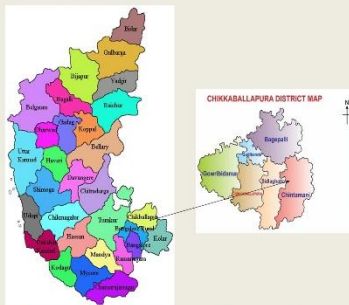 Bidar
Gulbarga
Bijapur
Yadgir
Belgaum
Bagalkot
Raichur
Gadag
Koppal
Dharwad
Uttar
Kannad
Haveri
Bellary
Davangere
Shimoga
Chitradurga
Udupi
Chikmagalur
Tumkur
Chikballapur
Hassan
Kolar
Mandya
Ramanagara
Kodagu
Mysore
Chamarajnagar
CHIKKABALLAPURA DISTRICT MAP
N
Bagepalli
Gowribidanur
Sidlaghatta
Chintamani